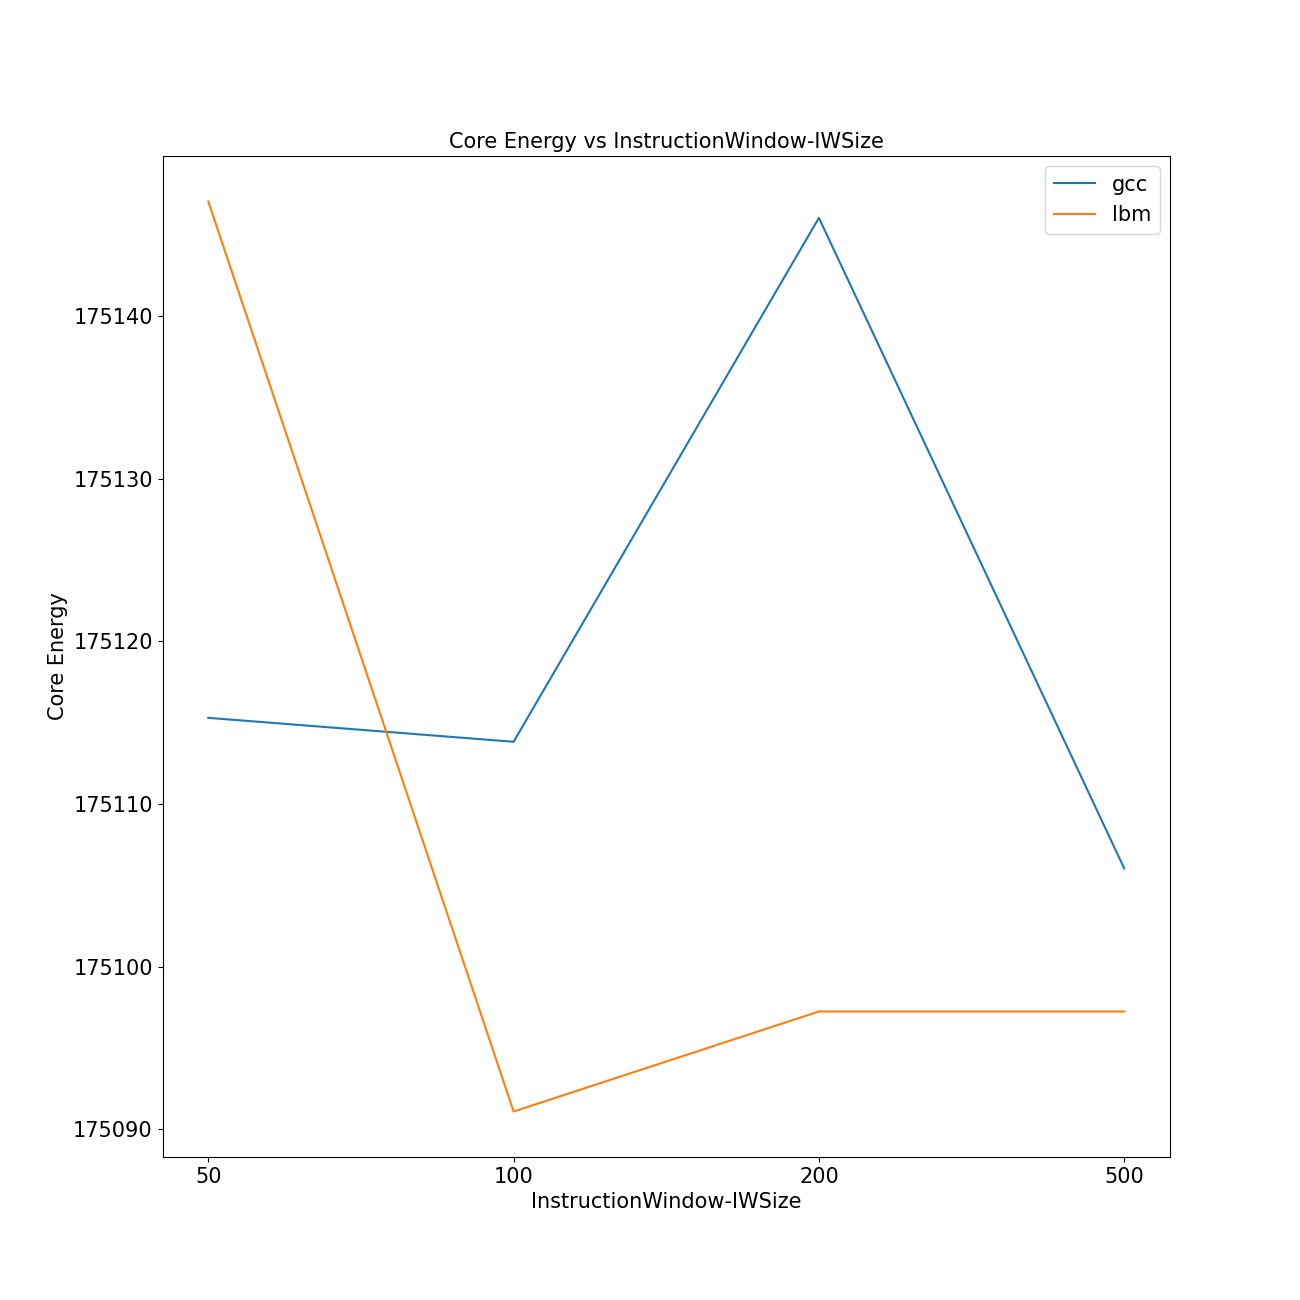 Core Energy vs InstructionWindow-IWSize
gcc
lbm
175140
175130
175120
175110
175100
175090
Core Energy
50 100 200 500
InstructionWindow-IWSize